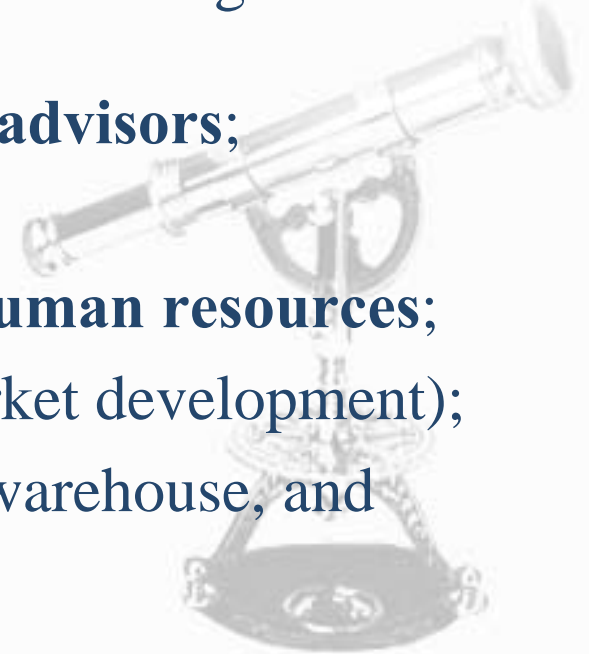 advisors;
uman resources;
ket development);
warehouse, and